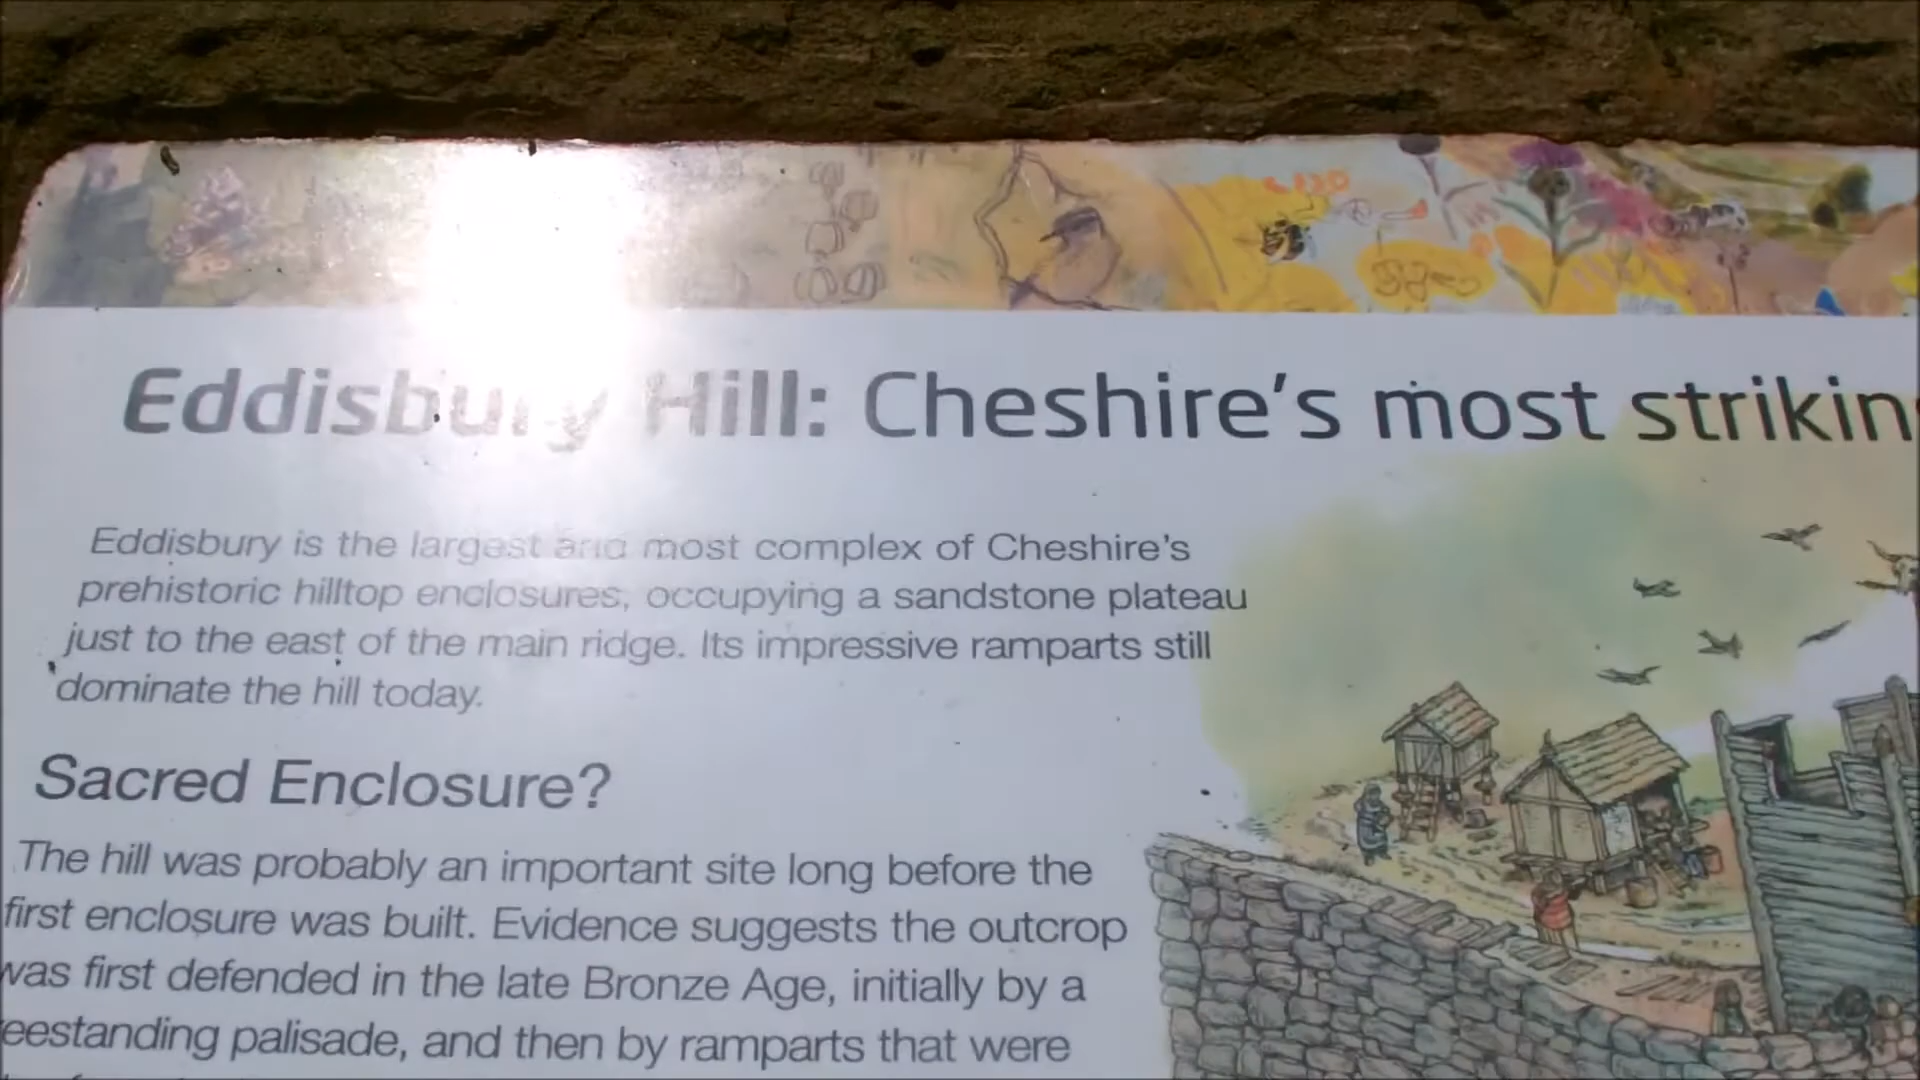 Eddisbury Hill: Cheshire's most strikin
Eddisbury is the largest and most complex of Cheshire's
prehistoric hilltop enclosures, occupying a sandstone plateau
just to the east of the main ridge. Its impressive ramparts still
dominate the hill today.
Sacred Enclosure?
The hill was probably an important site long before the
first enclosure was built. Evidence suggests the outcrop
was first defended in the late Bronze Age, initially by a
eestanding palisade, and then by ramparts that were